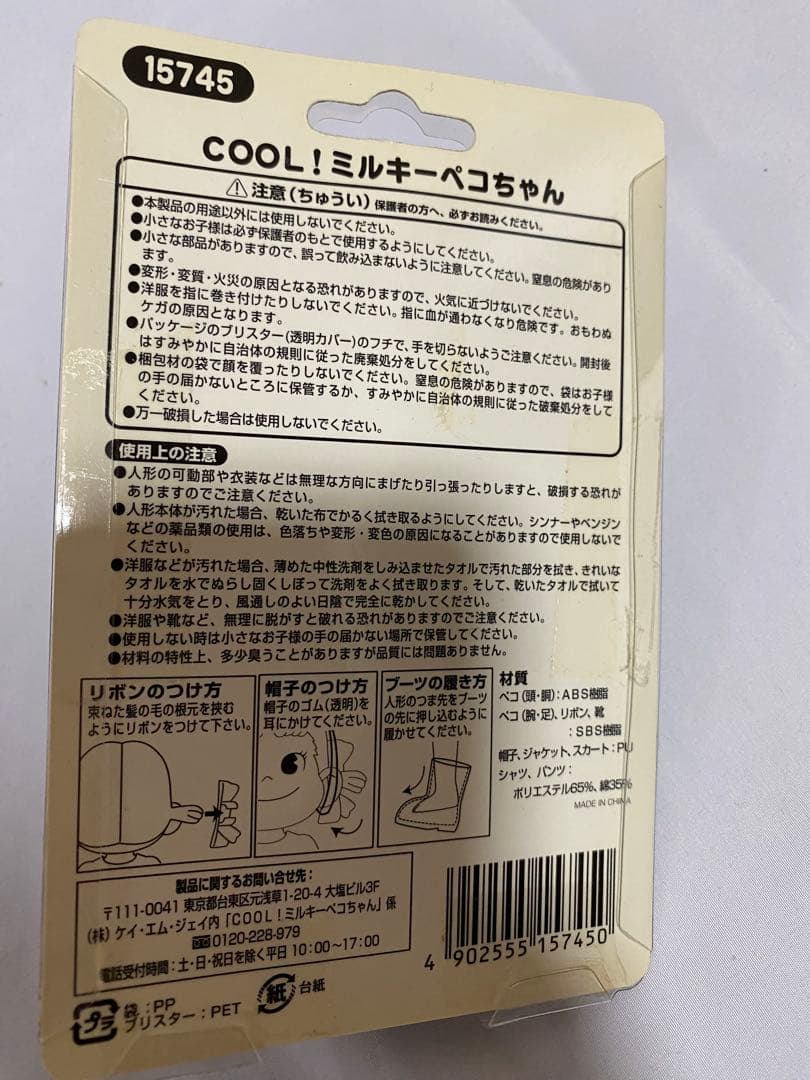 15745
COOL!ミルキーペコちゃん
⚠注意(ちゅうい)保護者の方へ、必ずお読みください。
●本製品の用途以外には使用しないでください。
●小さなお子様は必ず保護者のもとで使用するようにしてください。
●小さな部品がありますので、誤って飲み込まないように注意してください。窒息の危険があり
ます。
●変形・変質・火災の原因となる恐れがありますので、火気に近づけないでください。
●洋服を指に巻き付けたりしないでください。指に血が通わなくなり危険です。おもわぬ
ケガの原因となります。
●パッケージのブリスター(透明カバー)のフチで、手を切らないようご注意ください。開封後
はすみやかに自治体の規則に従った廃棄処分をしてください。
●梱包材の袋で顔を覆ったりしないでください。窒息の危険がありますので、袋はお子様
の手の届かないところに保管するか、すみやかに自治体の規則に従った破棄処分をして
ください。
●万一破損した場合は使用しないでください。
使用上の注意
●人形の可動部や衣装などは無理な方向にまげたり引っ張ったりしますと、破損する恐れが
ありますのでご注意ください。
●人形本体が汚れた場合、乾いた布でかるく拭き取るようにしてください。シンナーやベンジン
などの薬品類の使用は、色落ちや変形・変色の原因になることがありますので使用しないで
ください。
●洋服などが汚れた場合、薄めた中性洗剤をしみ込ませたタオルで汚れた部分を拭き、きれいな
タオルを水でぬらし固くしぼって洗剤をよく拭き取ります。そして、乾いたタオルで拭いて
十分水気をとり、風通しのよい日陰で完全に乾かしてください。
●洋服や靴など、無理に脱がすと破れる恐れがありますのでご注意ください。
●使用しない時は小さなお子様の手の届かない場所で保管してください。
●材料の特性上、多少臭うことがありますが品質には問題ありません。
リボンのつけ方
束ねた髪の毛の根元を挟む
ようにリボンをつけて下さい。
帽子のつけ方
帽子のゴム(透明)を
耳にかけてください。
ブーツの履き方
人形のつま先をブーツ
の先に押し込むように
履かせてください。
材質
ペコ(頭・胴):ABS樹脂
ペコ(腕・足)、リボン、靴
:SBS樹脂
帽子、ジャケット、スカート:PU
シャツ、パンツ:
ポリエステル65%、綿35%
MADE IN CHINA
製品に関するお問い合せ先:
〒111-0041 東京都台東区元浅草1-20-4 大塩ビル3F
(株)ケイ・エム・ジェイ内「COOL!ミルキーペコちゃん」係
0120-228-979
電話受付時間:土・日・祝日を除く平日 10:00〜17:00
4 902555 157450
プラ
袋:PP
ブリスター:PET
紙
台紙